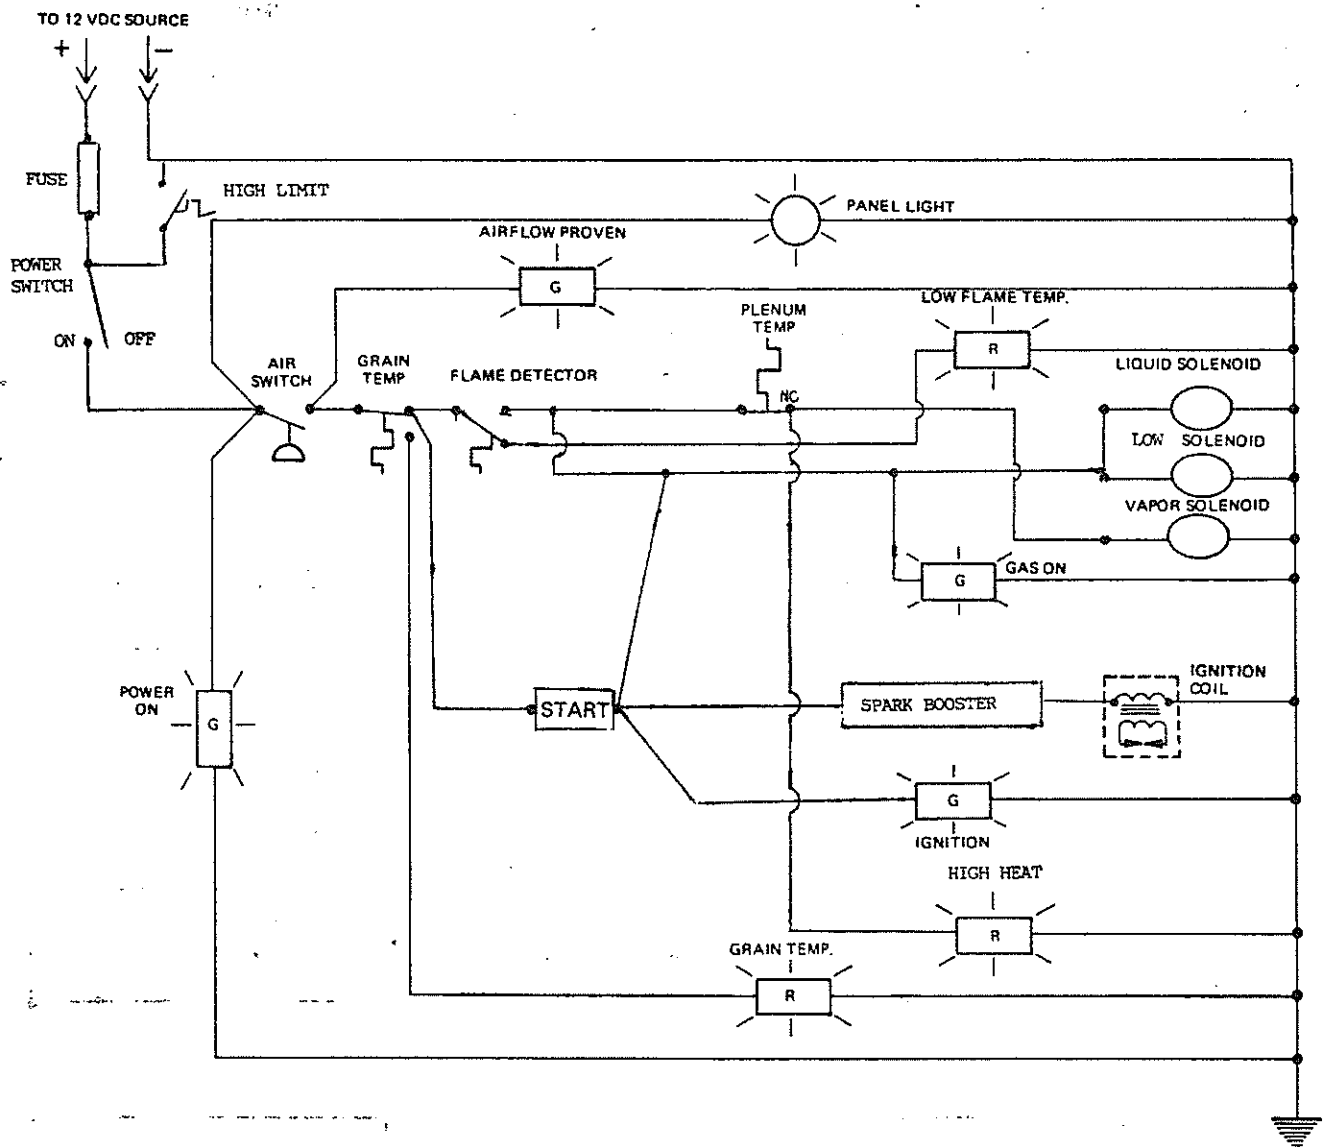 TO 12 VDC SOURCE
+ −
FUSE
HIGH LIMIT
PANEL LIGHT
AIRFLOW PROVEN
G
POWER
SWITCH
ON OFF
LOW FLAME TEMP.
R
PLENUM
TEMP
AIR
SWITCH
GRAIN
TEMP
FLAME DETECTOR
NC
LIQUID SOLENOID
LOW SOLENOID
VAPOR SOLENOID
G
GAS ON
POWER
ON
G
START
SPARK BOOSTER
IGNITION
COIL
G
IGNITION
HIGH HEAT
R
GRAIN TEMP.
R